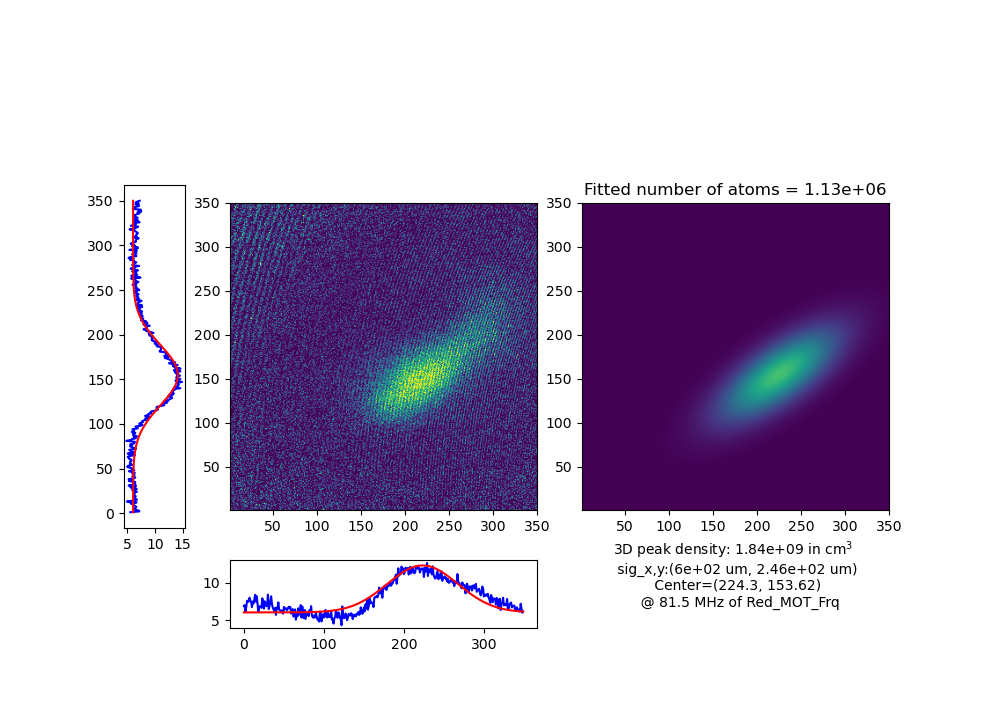 Fitted number of atoms = 1.13e+06
350
300
250
200
150
100
50
0
5 10 15
350
300
250
200
150
100
50
50 100 150 200 250 300 350
350
300
250
200
150
100
50
50 100 150 200 250 300 350
3D peak density: 1.84e+09 in cm³
sig_x,y:(6e+02 um, 2.46e+02 um)
Center=(224.3, 153.62)
@ 81.5 MHz of Red_MOT_Frq
10
5
0 100 200 300